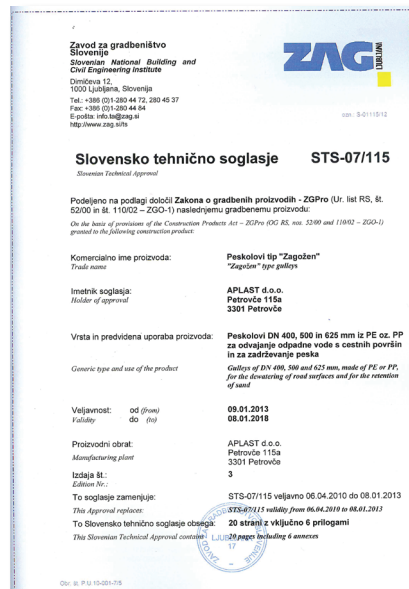 Zavod za gradbeništvo
Slovenije
Slovenian National Building and
Civil Engineering Institute
Dimičeva 12,
1000 Ljubljana, Slovenija
Tel.: +386 (0)1-280 44 72, 280 45 37
Fax: +386 (0)1-280 44 84
E-pošta: info.ta@zag.si
http://www.zag.si/ts
ZAG
LJUBLJANA
ozn.: S-01115/12
Slovensko tehnično soglasje STS-07/115
Slovenian Technical Approval
Podeljeno na podlagi določil Zakona o gradbenih proizvodih - ZGPro (Ur. list RS, št.
52/00 in št. 110/02 – ZGO-1) naslednjemu gradbenemu proizvodu:
On the basis of provisions of the Construction Products Act – ZGPro (OG RS, nos. 52/00 and 110/02 – ZGO-1)
granted to the following construction product:
Komercialno ime proizvoda: Peskolovi tip "Zagožen"
Trade name "Zagožen" type gulleys
Imetnik soglasja: APLAST d.o.o.
Holder of approval Petrovče 115a
3301 Petrovče
Vrsta in predvidena uporaba proizvoda: Peskolovi DN 400, 500 in 625 mm iz PE oz. PP
za odvajanje odpadne vode s cestnih površin
in za zadrževanje peska
Generic type and use of the product Gulleys of DN 400, 500 and 625 mm, made of PE or PP,
for the dewatering of road surfaces and for the retention
of sand
Veljavnost: od (from) 09.01.2013
Validity do (to) 08.01.2018
Proizvodni obrat: APLAST d.o.o.
Manufacturing plant Petrovče 115a
3301 Petrovče
Izdaja št.: 3
Edition Nr.:
To soglasje zamenjuje: STS-07/115 veljavno 06.04.2010 do 08.01.2013
This Approval replaces: STS-07/115 validity from 06.04.2010 to 08.01.2013
To Slovensko tehnično soglasje obsega: 20 strani z vključno 6 prilogami
This Slovenian Technical Approval contains 20 pages including 6 annexes
17
Obr. št. P.U.10-001-7/5